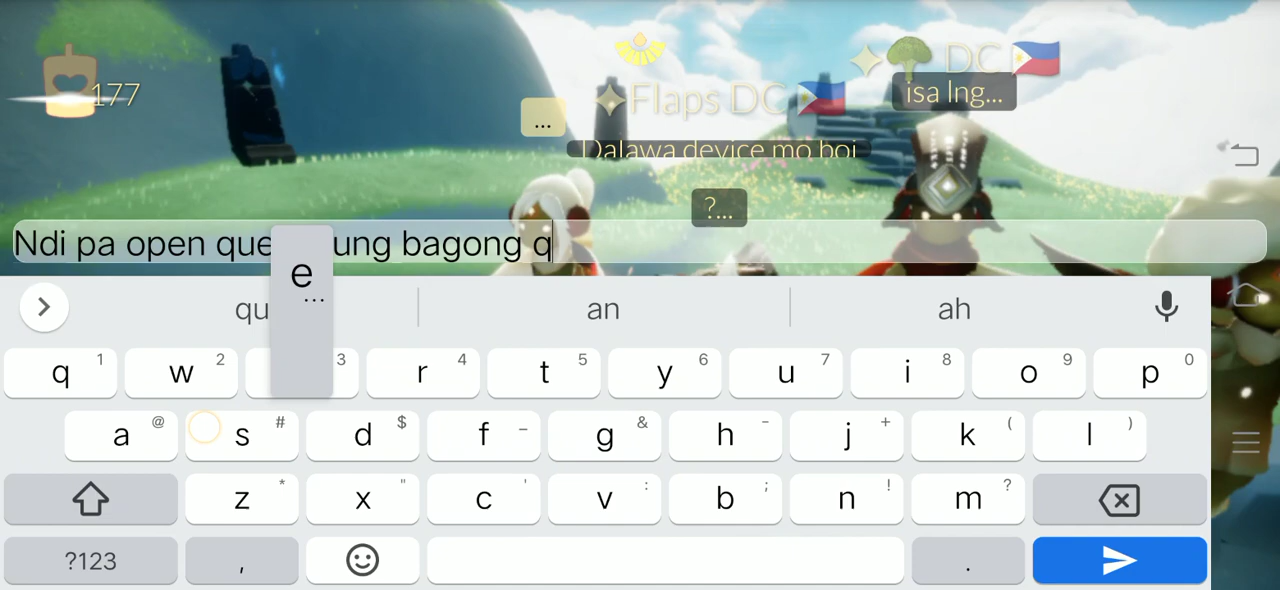 177
✦Flaps DC 🇵🇭
✦🥦 DC 🇵🇭
isa lng...
...
Dalawa device mo boi
?...
Ndi pa open que ung bagong q
e
...
qu
an
ah
q 1 w 2 3 r 4 t 5 y 6 u 7 i 8 o 9 p 0
a @ s # d $ f _ g & h - j + k ( l )
z * x " c ' v : b ; n ! m ?
?123 , .